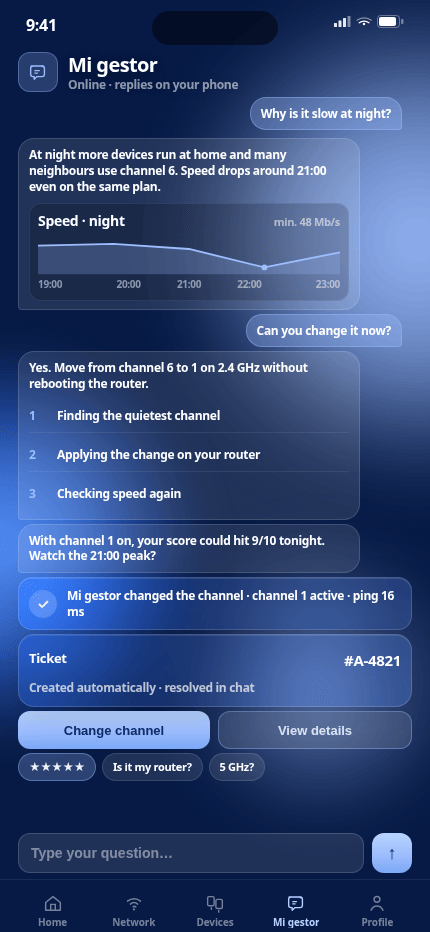 9:41
Mi gestor
Online · replies on your phone
Why is it slow at night?
At night more devices run at home and many
neighbours use channel 6. Speed drops around 21:00
even on the same plan.
Speed · night
min. 48 Mb/s
19:00 20:00 21:00 22:00 23:00
Can you change it now?
Yes. Move from channel 6 to 1 on 2.4 GHz without
rebooting the router.
1 Finding the quietest channel
2 Applying the change on your router
3 Checking speed again
With channel 1 on, your score could hit 9/10 tonight.
Watch the 21:00 peak?
Mi gestor changed the channel · channel 1 active · ping 16
ms
Ticket
#A-4821
Created automatically · resolved in chat
Change channel
View details
★★★★★
Is it my router?
5 GHz?
Type your question...
↑
Home Network Devices Mi gestor Profile